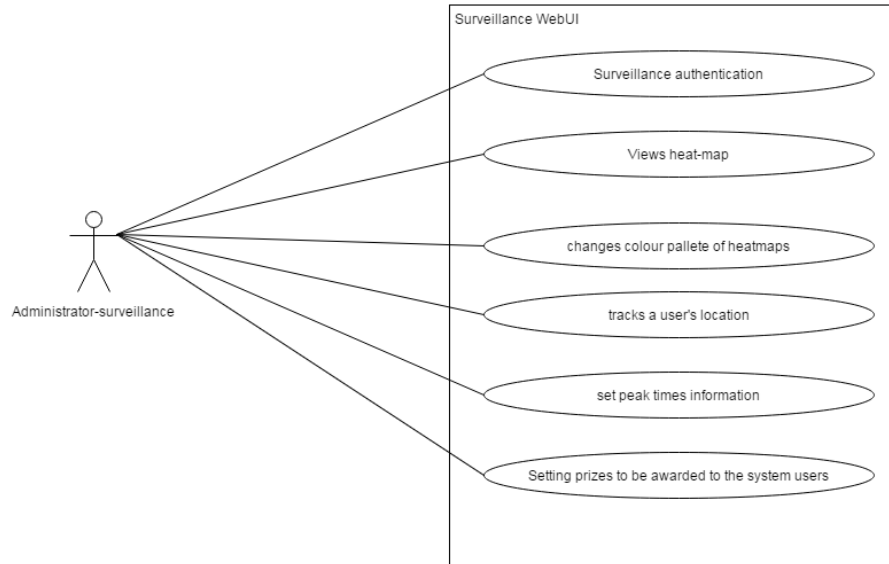 Surveillance WebUI
Surveillance authentication
Views heat-map
Administrator-surveillance
changes colour pallete of heatmaps
tracks a user's location
set peak times information
Setting prizes to be awarded to the system users